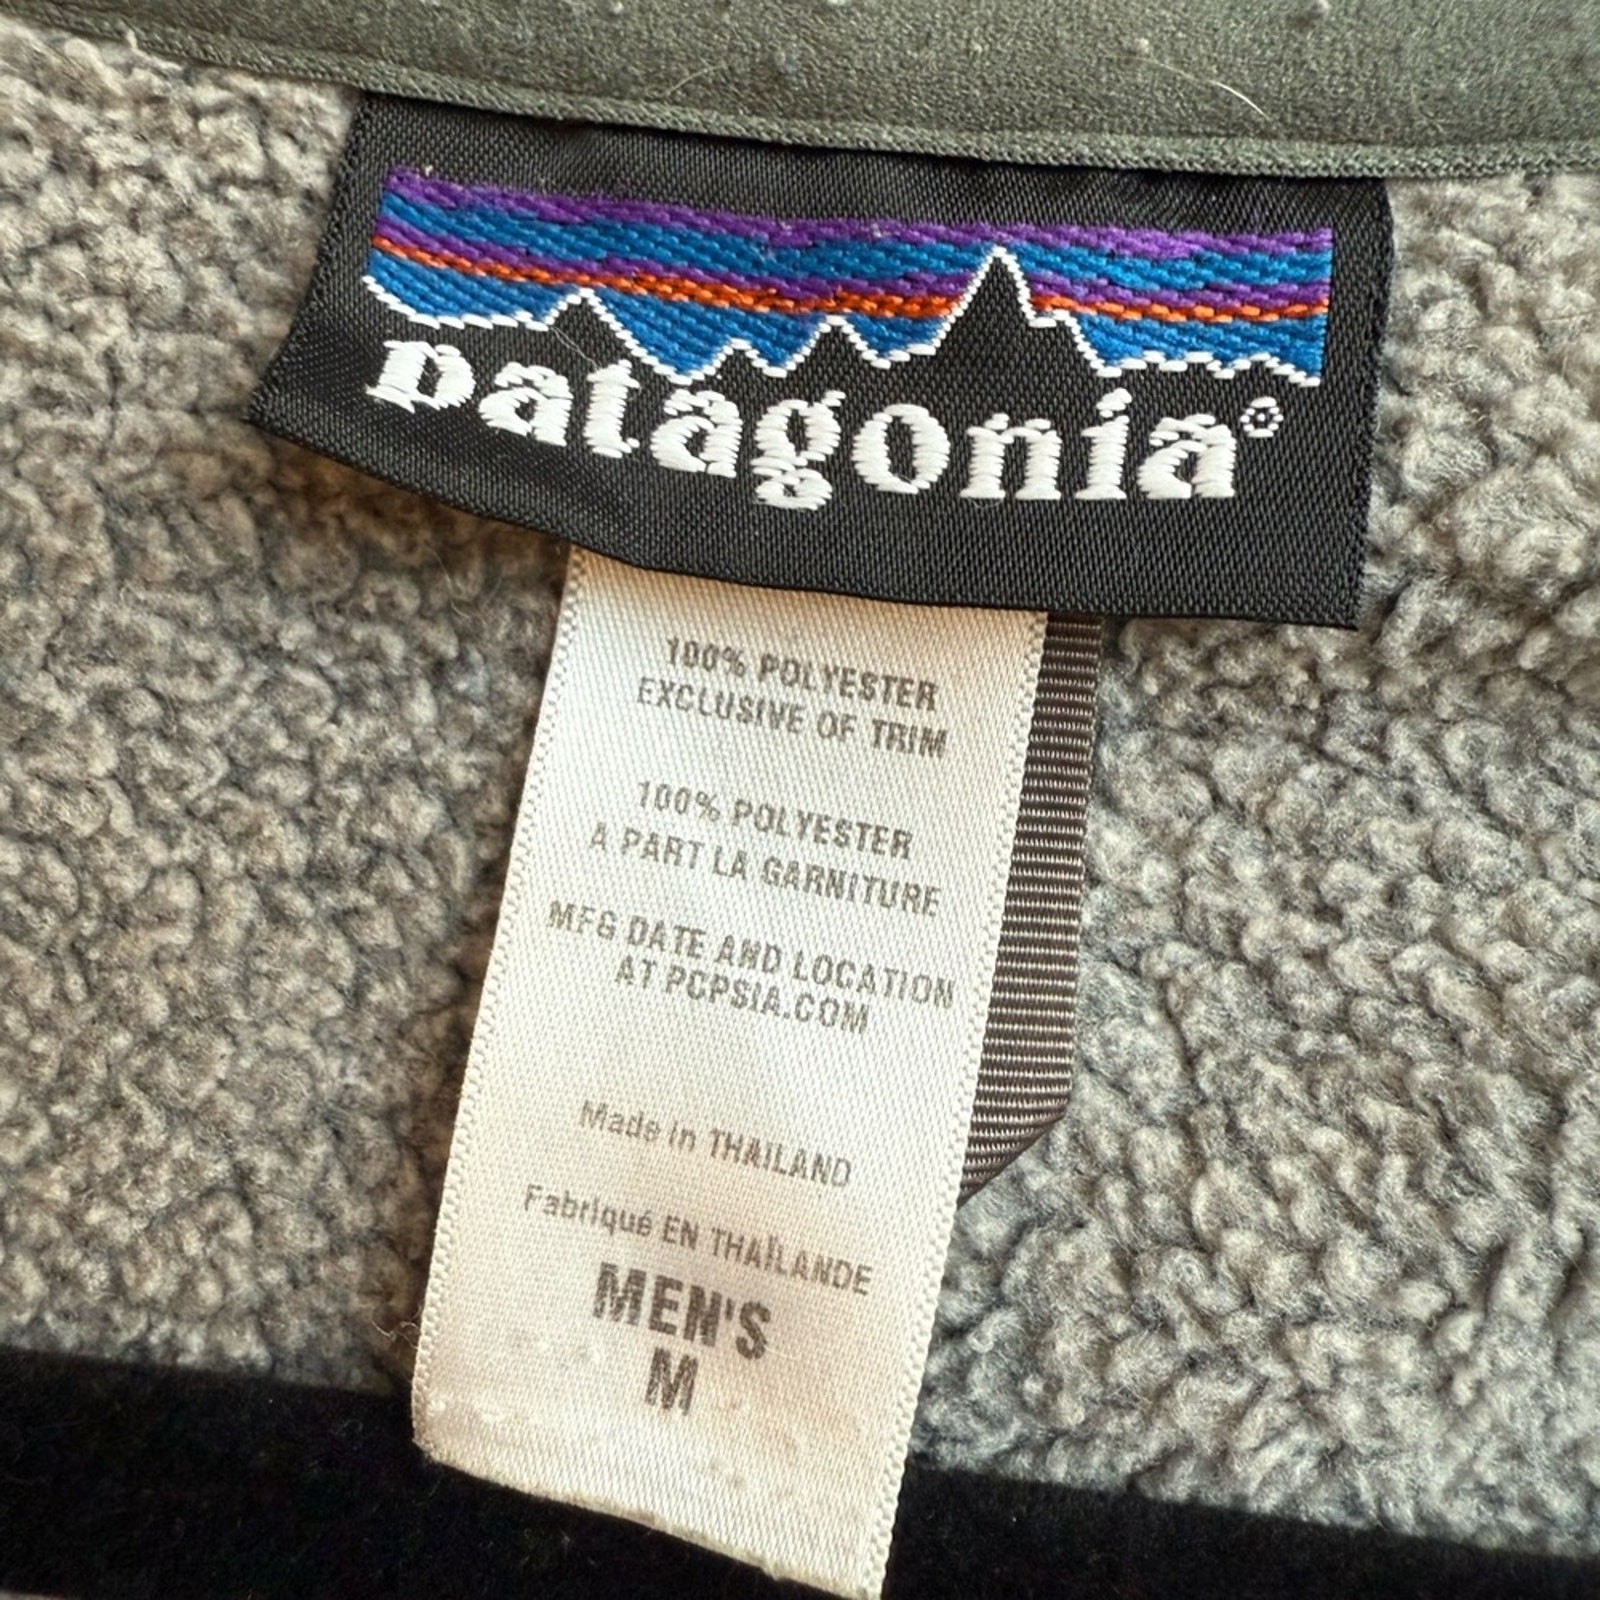 patagonia®
100% POLYESTER
EXCLUSIVE OF TRIM
100% POLYESTER
A PART LA GARNITURE
MFG DATE AND LOCATION
AT PCPSIA.COM
Made in THAILAND
Fabriqué EN THAÏLANDE
MEN'S
M